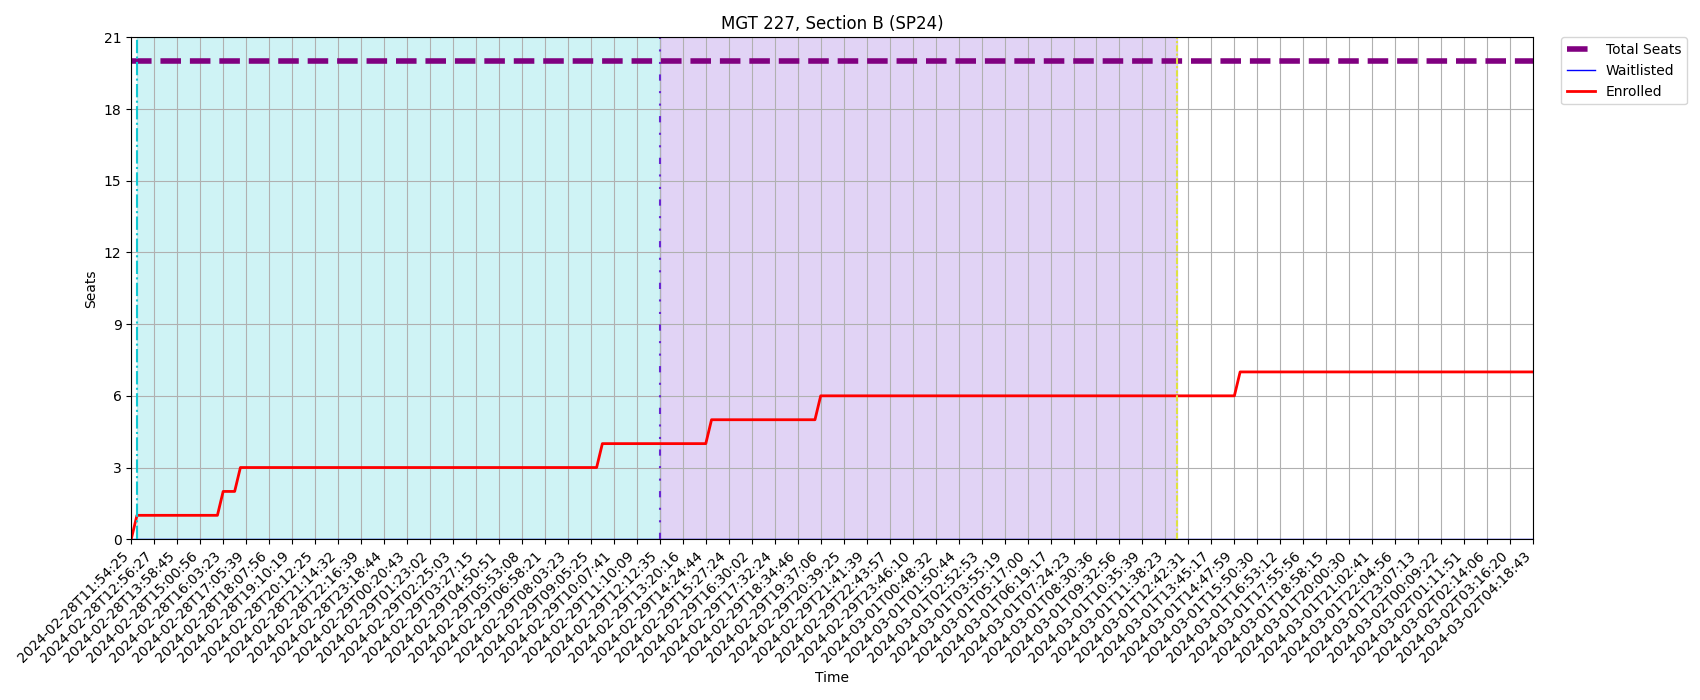 MGT 227, Section B (SP24)
Total Seats
Waitlisted
Enrolled
21
18
15
12
9
6
3
0
Seats
2024-02-28T11:54:25
2024-02-28T12:56:27
2024-02-28T13:58:45
2024-02-28T15:00:56
2024-02-28T16:03:23
2024-02-28T17:05:39
2024-02-28T18:07:56
2024-02-28T19:10:19
2024-02-28T20:12:25
2024-02-28T21:14:32
2024-02-28T22:16:39
2024-02-28T23:18:44
2024-02-29T00:20:43
2024-02-29T01:23:02
2024-02-29T02:25:03
2024-02-29T03:27:15
2024-02-29T04:50:51
2024-02-29T05:53:08
2024-02-29T06:58:21
2024-02-29T08:03:23
2024-02-29T09:05:25
2024-02-29T10:07:41
2024-02-29T11:10:09
2024-02-29T12:12:35
2024-02-29T13:20:16
2024-02-29T14:24:44
2024-02-29T15:27:24
2024-02-29T16:30:02
2024-02-29T17:32:24
2024-02-29T18:34:46
2024-02-29T19:37:06
2024-02-29T20:39:25
2024-02-29T21:41:39
2024-02-29T22:43:57
2024-02-29T23:46:10
2024-03-01T00:48:32
2024-03-01T01:50:44
2024-03-01T02:52:53
2024-03-01T03:55:19
2024-03-01T05:17:00
2024-03-01T06:19:17
2024-03-01T07:24:23
2024-03-01T08:30:36
2024-03-01T09:32:56
2024-03-01T10:35:39
2024-03-01T11:38:23
2024-03-01T12:42:31
2024-03-01T13:45:17
2024-03-01T14:47:59
2024-03-01T15:50:30
2024-03-01T16:53:12
2024-03-01T17:55:56
2024-03-01T18:58:15
2024-03-01T20:00:30
2024-03-01T21:02:41
2024-03-01T22:04:56
2024-03-01T23:07:13
2024-03-02T00:09:22
2024-03-02T01:11:51
2024-03-02T02:14:06
2024-03-02T03:16:20
2024-03-02T04:18:43
Time